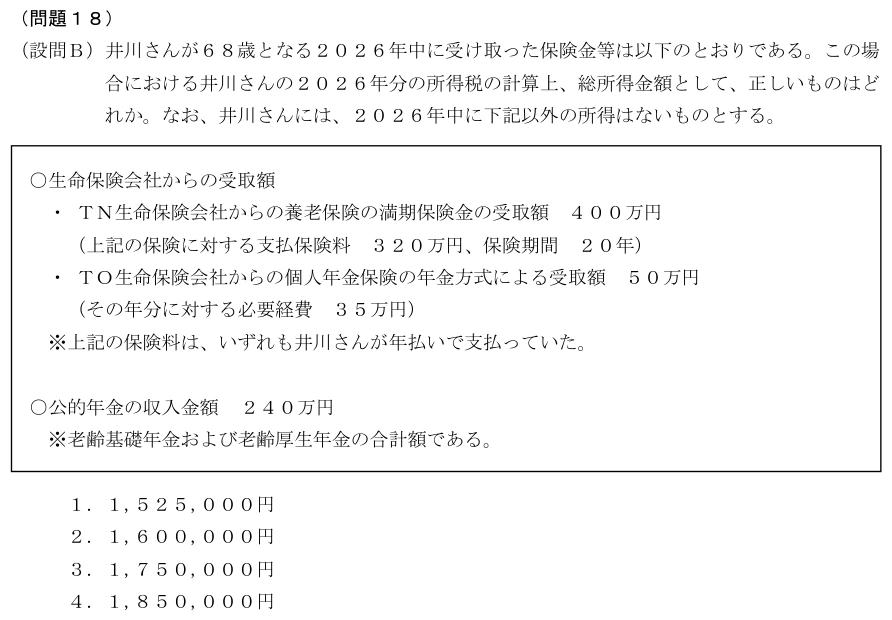 （問題１８）
（設問Ｂ）井川さんが６８歳となる２０２６年中に受け取った保険金等は以下のとおりである。この場
合における井川さんの２０２６年分の所得税の計算上、総所得金額として、正しいものはど
れか。なお、井川さんには、２０２６年中に下記以外の所得はないものとする。
○生命保険会社からの受取額
・ ＴＮ生命保険会社からの養老保険の満期保険金の受取額　４００万円
（上記の保険に対する支払保険料　３２０万円、保険期間　２０年）
・ ＴＯ生命保険会社からの個人年金保険の年金方式による受取額　５０万円
（その年分に対する必要経費　３５万円）
※上記の保険料は、いずれも井川さんが年払いで支払っていた。
○公的年金の収入金額　２４０万円
※老齢基礎年金および老齢厚生年金の合計額である。
１．１,５２５,０００円
２．１,６００,０００円
３．１,７５０,０００円
４．１,８５０,０００円